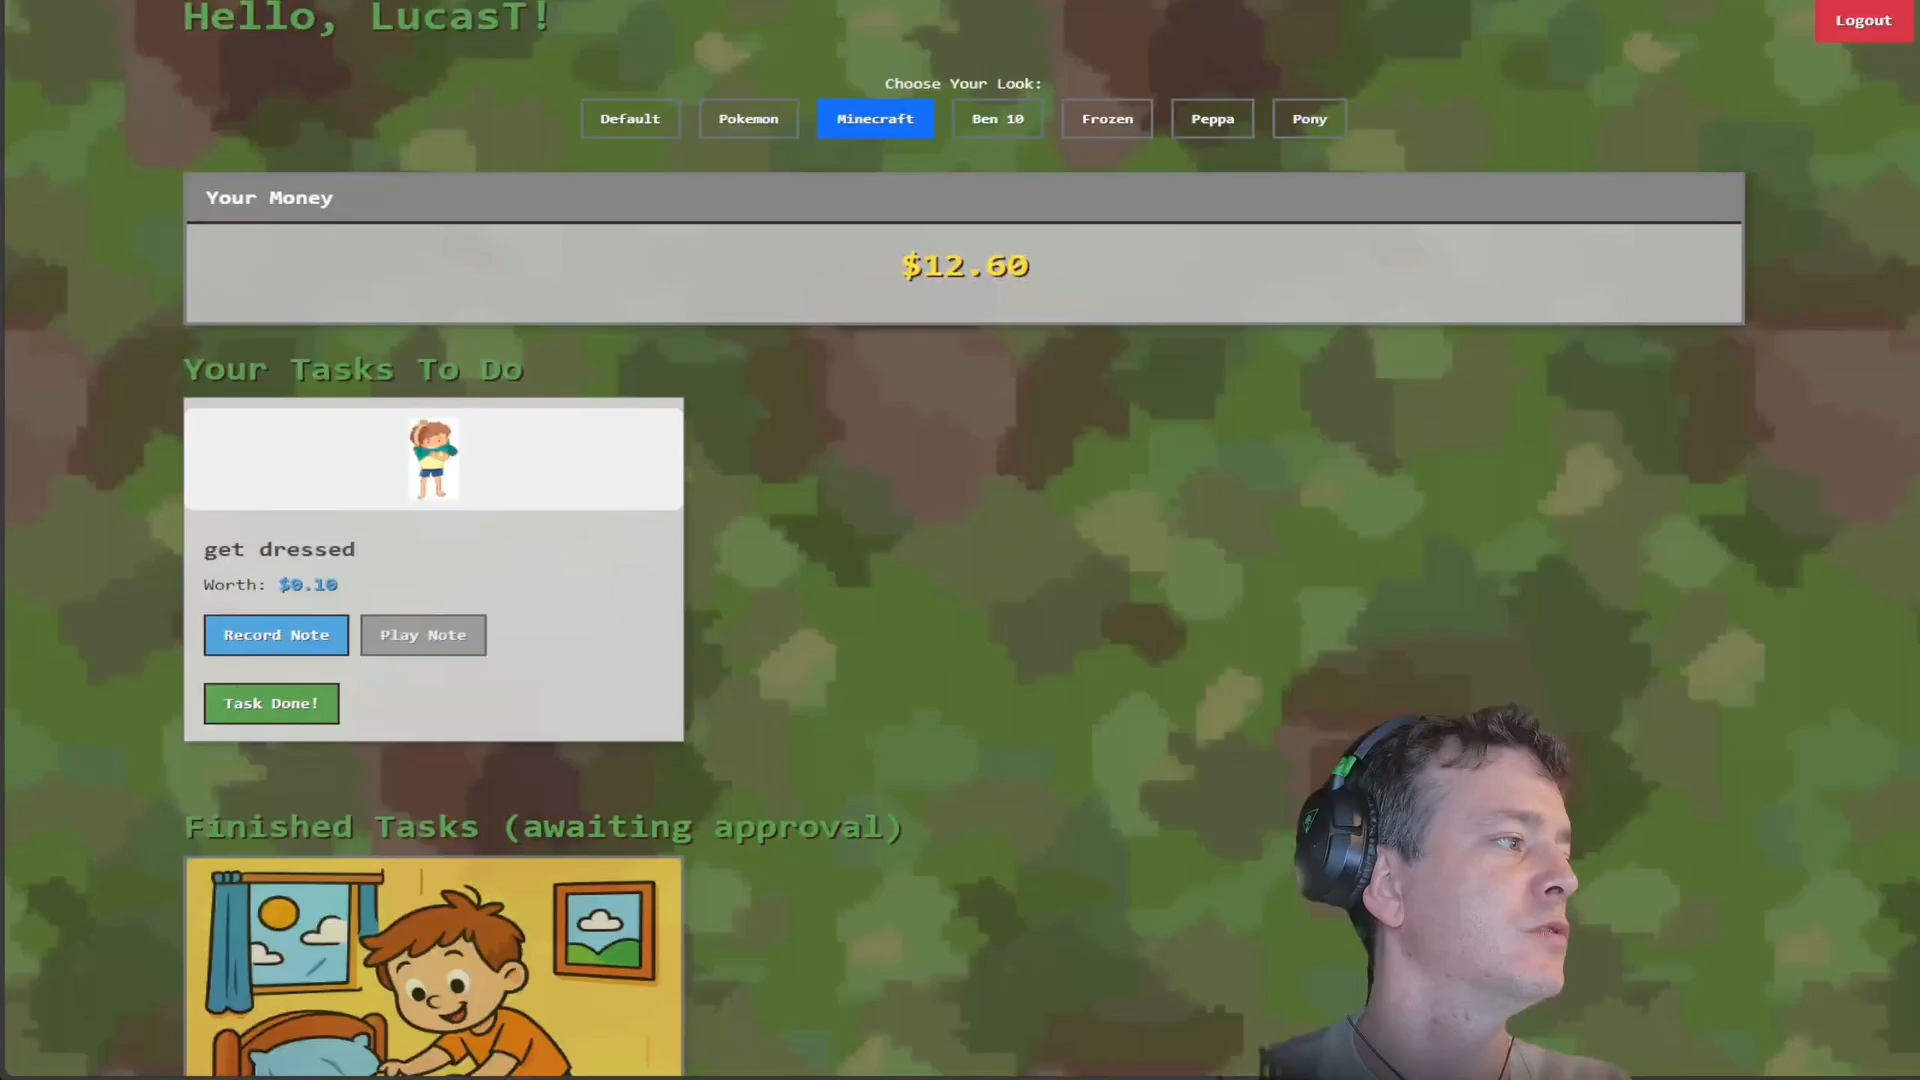 Hello, LucasT!
Logout
Choose Your Look:
Default Pokemon Minecraft Ben 10 Frozen Peppa Pony
Your Money
$12.60
Your Tasks To Do
get dressed
Worth: $0.10
Record Note Play Note
Task Done!
Finished Tasks (awaiting approval)